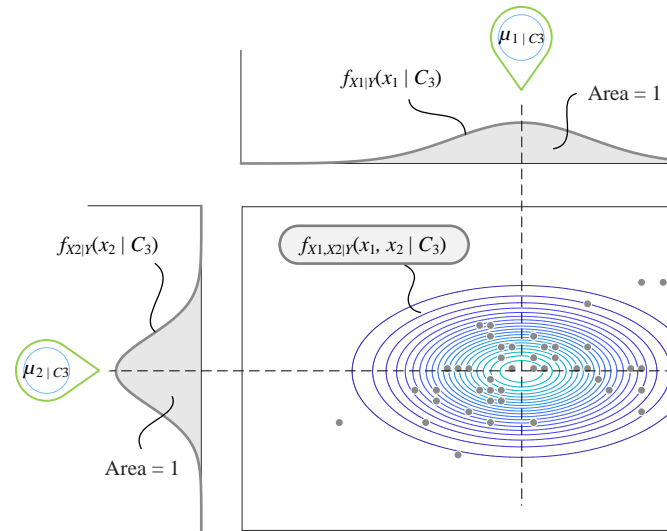 μ1 | C3
fX1|Y(x1 | C3)
Area = 1
fX2|Y(x2 | C3)
fX1,X2|Y(x1, x2 | C3)
μ2 | C3
Area = 1